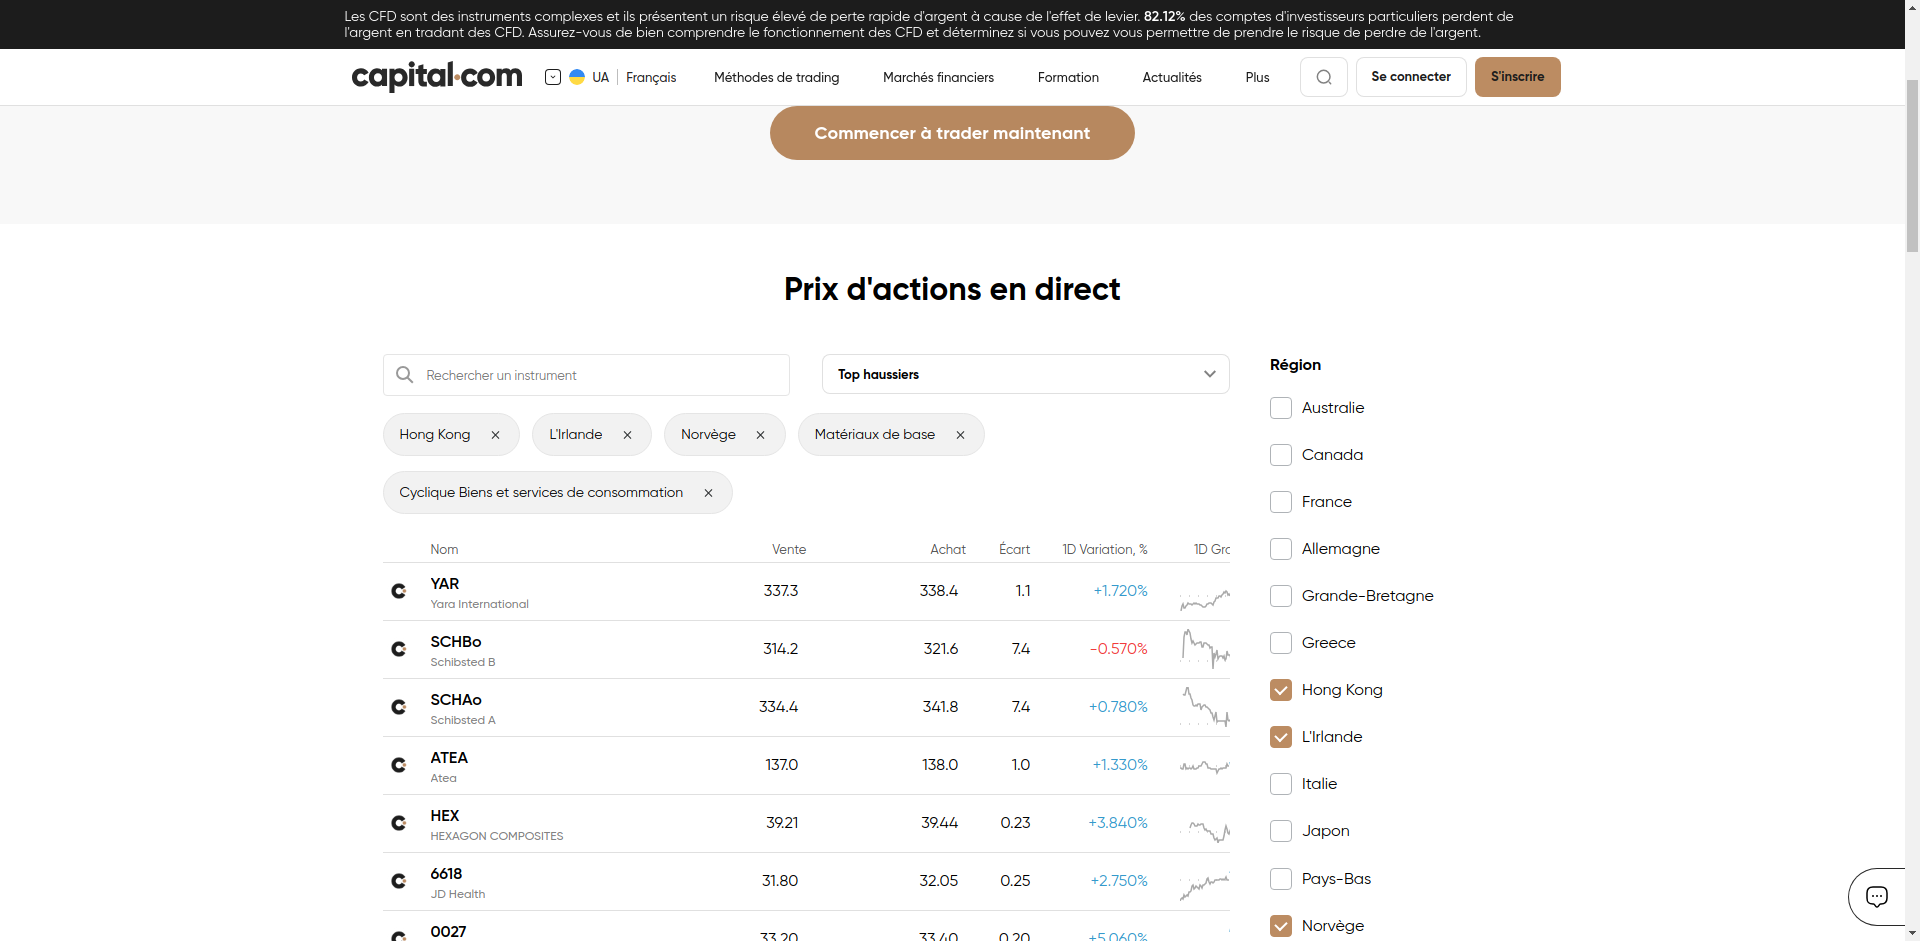 Les CFD sont des instruments complexes et ils présentent un risque élevé de perte rapide d'argent à cause de l'effet de levier. 82.12% des comptes d'investisseurs particuliers perdent de
l'argent en tradant des CFD. Assurez-vous de bien comprendre le fonctionnement des CFD et déterminez si vous pouvez vous permettre de prendre le risque de perdre de l'argent.
capital.com UA Français Méthodes de trading Marchés financiers Formation Actualités Plus Se connecter S'inscrire
Commencer à trader maintenant
Prix d'actions en direct
Rechercher un instrument Top haussiers
Hong Kong × L'Irlande × Norvège × Matériaux de base ×
Cyclique Biens et services de consommation ×
Nom Vente Achat Écart 1D Variation, % 1D Gra
YAR 337.3 338.4 1.1 +1.720%
Yara International
SCHBo 314.2 321.6 7.4 -0.570%
Schibsted B
SCHAo 334.4 341.8 7.4 +0.780%
Schibsted A
ATEA 137.0 138.0 1.0 +1.330%
Atea
HEX 39.21 39.44 0.23 +3.840%
HEXAGON COMPOSITES
6618 31.80 32.05 0.25 +2.750%
JD Health
0027 33.20 33.40 0.20 +5.060%
Région
Australie
Canada
France
Allemagne
Grande-Bretagne
Greece
Hong Kong
L'Irlande
Italie
Japon
Pays-Bas
Norvège